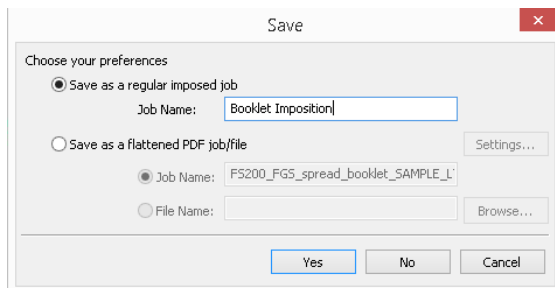 Save
Choose your preferences
Save as a regular imposed job
Job Name: Booklet Imposition
Save as a flattened PDF job/file Settings...
Job Name: FS200_FGS_spread_booklet_SAMPLE_L
File Name: Browse...
Yes No Cancel